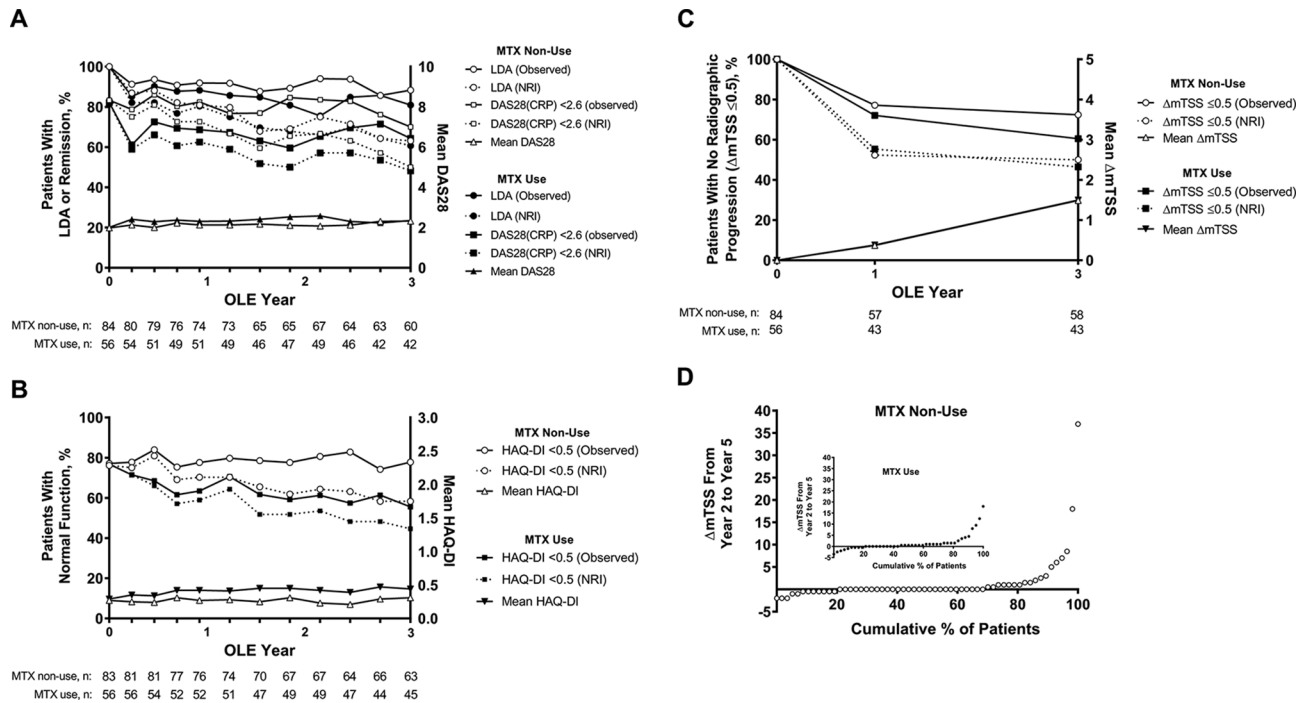 A
Patients With
LDA or Remission, %
100
80
60
40
20
0
10
8
6
4
2
0
Mean DAS28
0 1 2 3
OLE Year
MTX Non-Use
LDA (Observed)
LDA (NRI)
DAS28(CRP) <2.6 (observed)
DAS28(CRP) <2.6 (NRI)
Mean DAS28
MTX Use
LDA (Observed)
LDA (NRI)
DAS28(CRP) <2.6 (observed)
DAS28(CRP) <2.6 (NRI)
Mean DAS28
MTX non-use, n: 84 80 79 76 74 73 65 65 67 64 63 60
MTX use, n: 56 54 51 49 51 49 46 47 49 46 42 42
B
Patients With
Normal Function, %
100
80
60
40
20
0
3.0
2.5
2.0
1.5
1.0
0.5
0.0
Mean HAQ-DI
0 1 2 3
OLE Year
MTX Non-Use
HAQ-DI <0.5 (Observed)
HAQ-DI <0.5 (NRI)
Mean HAQ-DI
MTX Use
HAQ-DI <0.5 (Observed)
HAQ-DI <0.5 (NRI)
Mean HAQ-DI
MTX non-use, n: 83 81 81 77 76 74 70 67 67 64 66 63
MTX use, n: 56 56 54 52 52 51 47 49 49 47 44 45
C
Patients With No Radiographic
Progression (ΔmTSS ≤0.5), %
100
80
60
40
20
0
5
4
3
2
1
0
Mean ΔmTSS
0 1 3
OLE Year
MTX Non-Use
ΔmTSS ≤0.5 (Observed)
ΔmTSS ≤0.5 (NRI)
Mean ΔmTSS
MTX Use
ΔmTSS ≤0.5 (Observed)
ΔmTSS ≤0.5 (NRI)
Mean ΔmTSS
MTX non-use, n: 84 57 58
MTX use, n: 56 43 43
D
MTX Non-Use
ΔmTSS From
Year 2 to Year 5
40
35
30
25
20
15
10
5
-5
20 40 60 80 100
Cumulative % of Patients
MTX Use
ΔmTSS From
Year 2 to Year 5
40
35
30
25
20
15
10
5
0
-5
20 40 60 80 100
Cumulative % of Patients